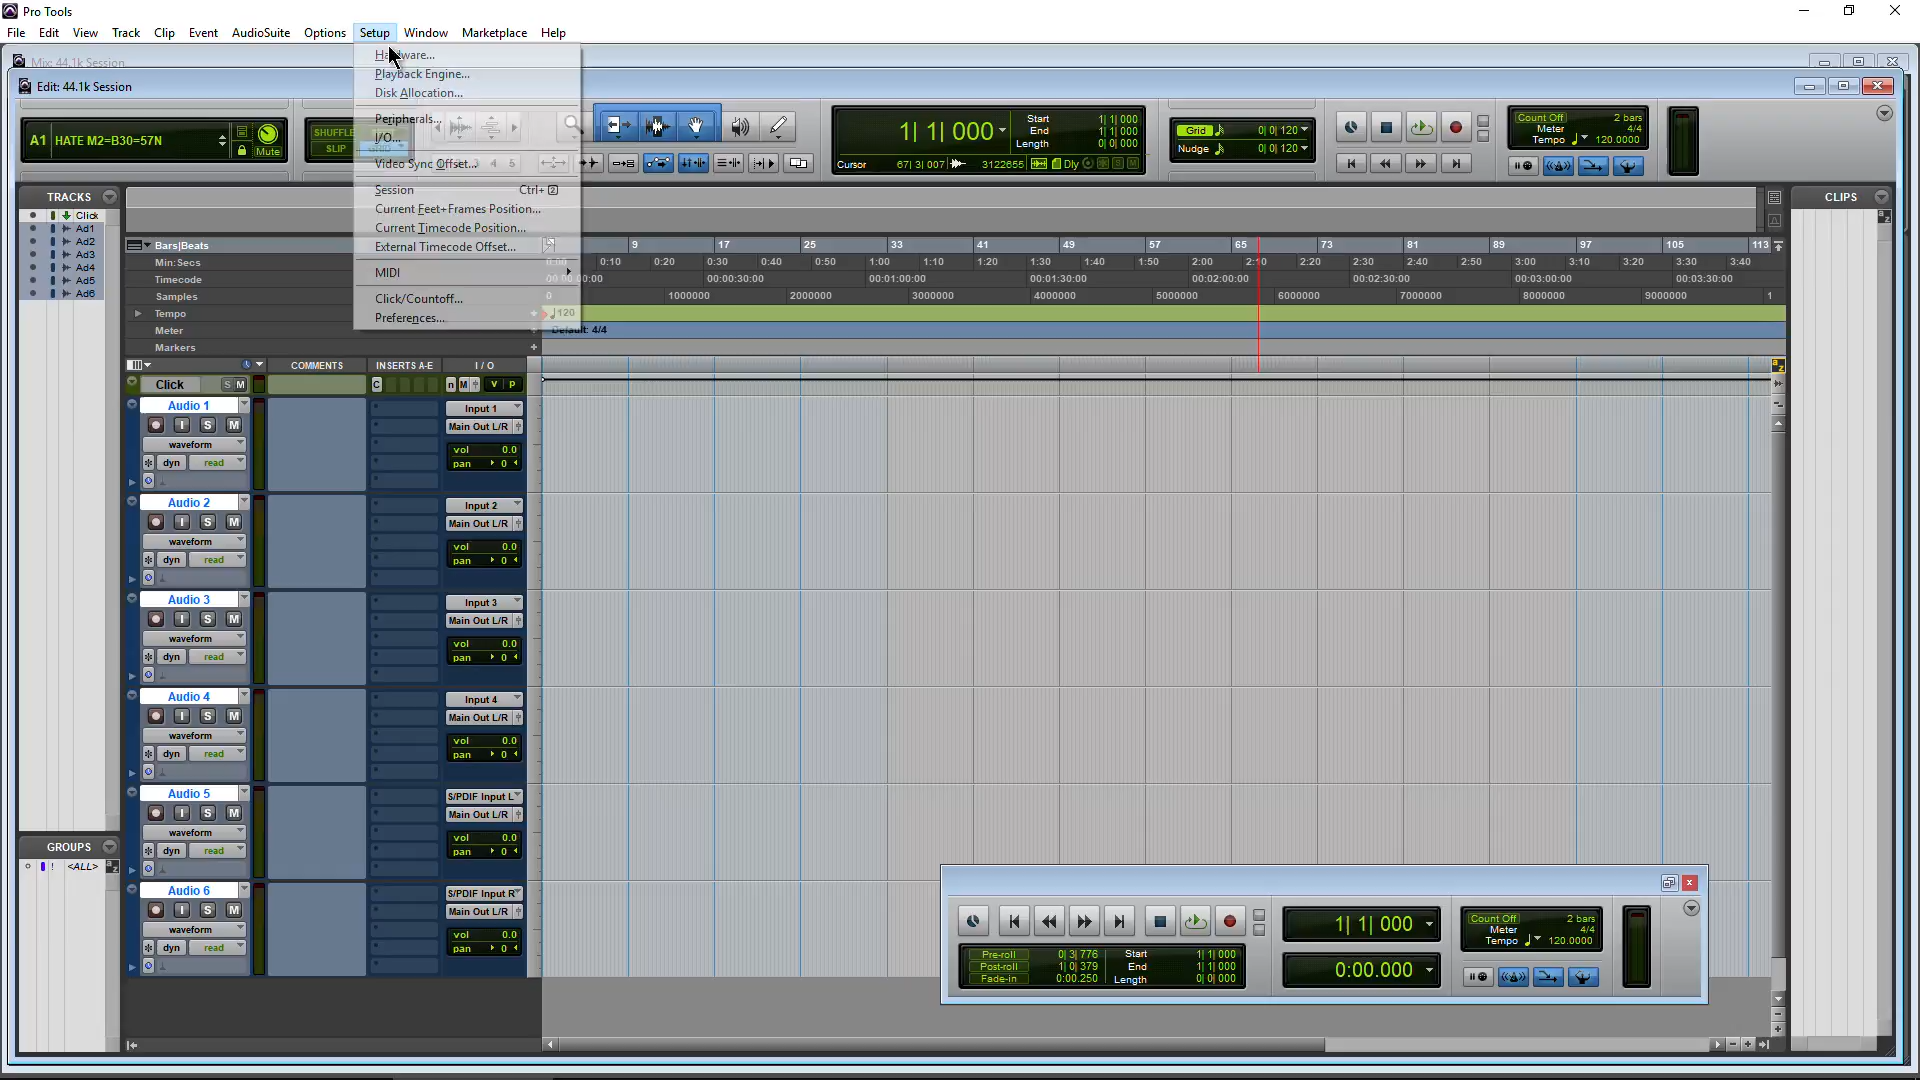 Pro Tools
File Edit View Track Clip Event AudioSuite Options Setup Window Marketplace Help
Mix: 44.1k Session
Edit: 44.1k Session
Hardware...
Playback Engine...
Disk Allocation...
Peripherals...
I/O...
Video Sync Offset...
Session Ctrl+ 2
Current Feet+Frames Position...
Current Timecode Position...
External Timecode Offset...
MIDI
Click/Countoff...
Preferences...
A1 HATE M2=B30=57N Mute
SHUFFLE
SLIP
3 4 5
1| 1| 000
Start 1| 1| 000
End 1| 1| 000
Length 0| 0| 000
Cursor 67| 3| 007 3122655 Dly S M
Grid 0| 0| 120
Nudge 0| 0| 120
Count Off 2 bars
Meter 4/4
Tempo 120.0000
TRACKS
Click
Ad1
Ad2
Ad3
Ad4
Ad5
Ad6
CLIPS
Bars|Beats 9 17 25 33 41 49 57 65 73 81 89 97 105 113
Min:Secs 0:00 0:10 0:20 0:30 0:40 0:50 1:00 1:10 1:20 1:30 1:40 1:50 2:00 2:10 2:20 2:30 2:40 2:50 3:00 3:10 3:20 3:30 3:40
Timecode 00:00:00:00 00:00:30:00 00:01:00:00 00:01:30:00 00:02:00:00 00:02:30:00 00:03:00:00 00:03:30:00
Samples 0 1000000 2000000 3000000 4000000 5000000 6000000 7000000 8000000 9000000 1
Tempo 120
Meter Default: 4/4
Markers
COMMENTS INSERTS A-E I / O
Click S M C n M v p
Audio 1 Input 1
I S M Main Out L/R
waveform vol 0.0
dyn read pan 0
Audio 2 Input 2
I S M Main Out L/R
waveform vol 0.0
dyn read pan 0
Audio 3 Input 3
I S M Main Out L/R
waveform vol 0.0
dyn read pan 0
Audio 4 Input 4
I S M Main Out L/R
waveform vol 0.0
dyn read pan 0
Audio 5 S/PDIF Input L
I S M Main Out L/R
waveform vol 0.0
dyn read pan 0
Audio 6 S/PDIF Input R
I S M Main Out L/R
waveform vol 0.0
dyn read pan 0
GROUPS
! <ALL>
Pre-roll 0| 3| 776 Start 1| 1| 000
Post-roll 1| 0| 379 End 1| 1| 000
Fade-in 0:00.250 Length 0| 0| 000
1| 1| 000
0:00.000
Count Off 2 bars
Meter 4/4
Tempo 120.0000